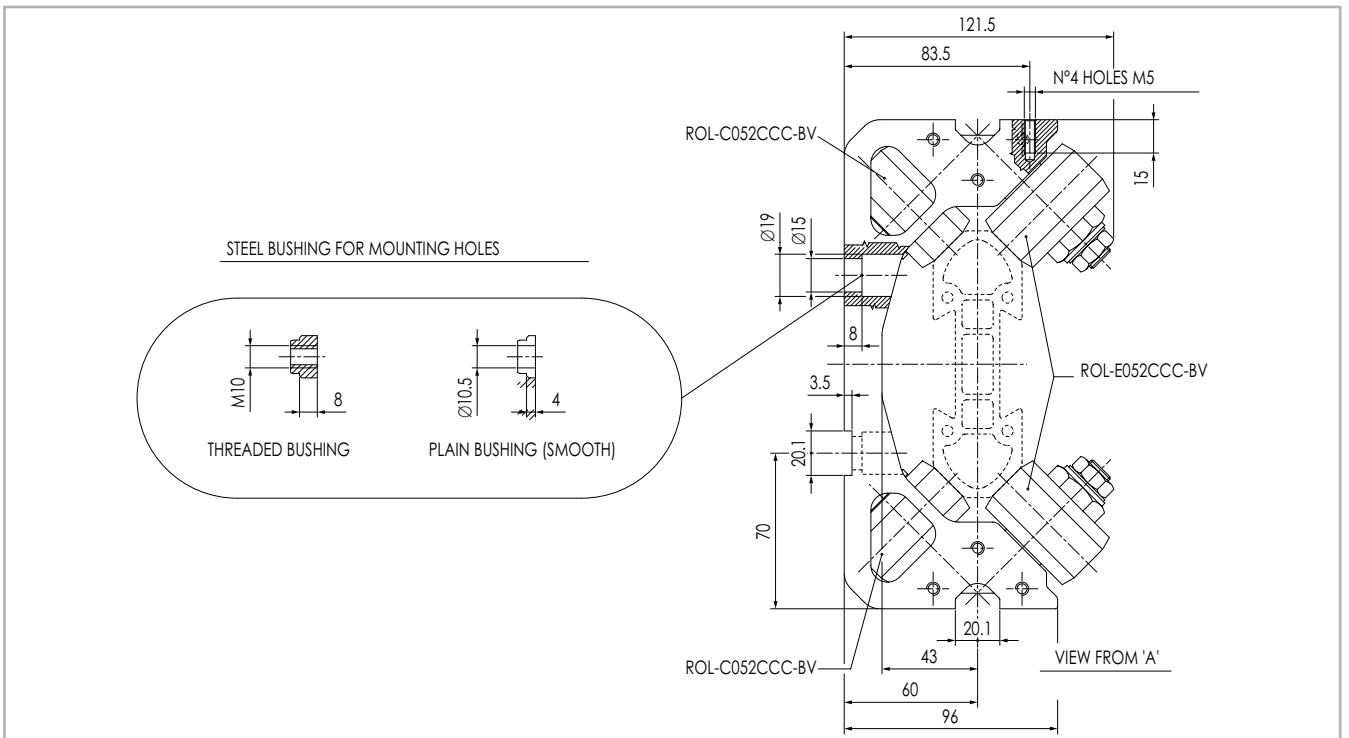 121.5
83.5
Nº4 HOLES M5
ROL-C052CCC-BV
15
Ø19
Ø15
STEEL BUSHING FOR MOUNTING HOLES
8
ROL-E052CCC-BV
3.5
M10
8
Ø10.5
4
THREADED BUSHING
PLAIN BUSHING (SMOOTH)
20.1
70
20.1
ROL-C052CCC-BV
43
VIEW FROM 'A'
60
96